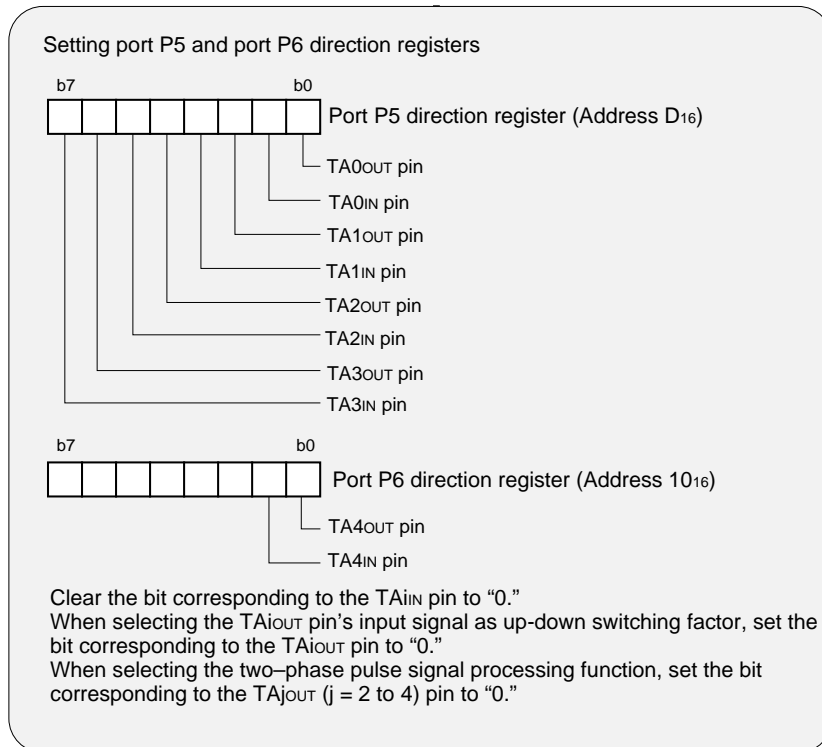 Setting port P5 and port P6 direction registers
b7 b0
Port P5 direction register (Address D16)
TA0OUT pin
TA0IN pin
TA1OUT pin
TA1IN pin
TA2OUT pin
TA2IN pin
TA3OUT pin
TA3IN pin
b7 b0
Port P6 direction register (Address 1016)
TA4OUT pin
TA4IN pin
Clear the bit corresponding to the TAiIN pin to “0.”
When selecting the TAiOUT pin’s input signal as up-down switching factor, set the
bit corresponding to the TAiOUT pin to “0.”
When selecting the two–phase pulse signal processing function, set the bit
corresponding to the TAjOUT (j = 2 to 4) pin to “0.”